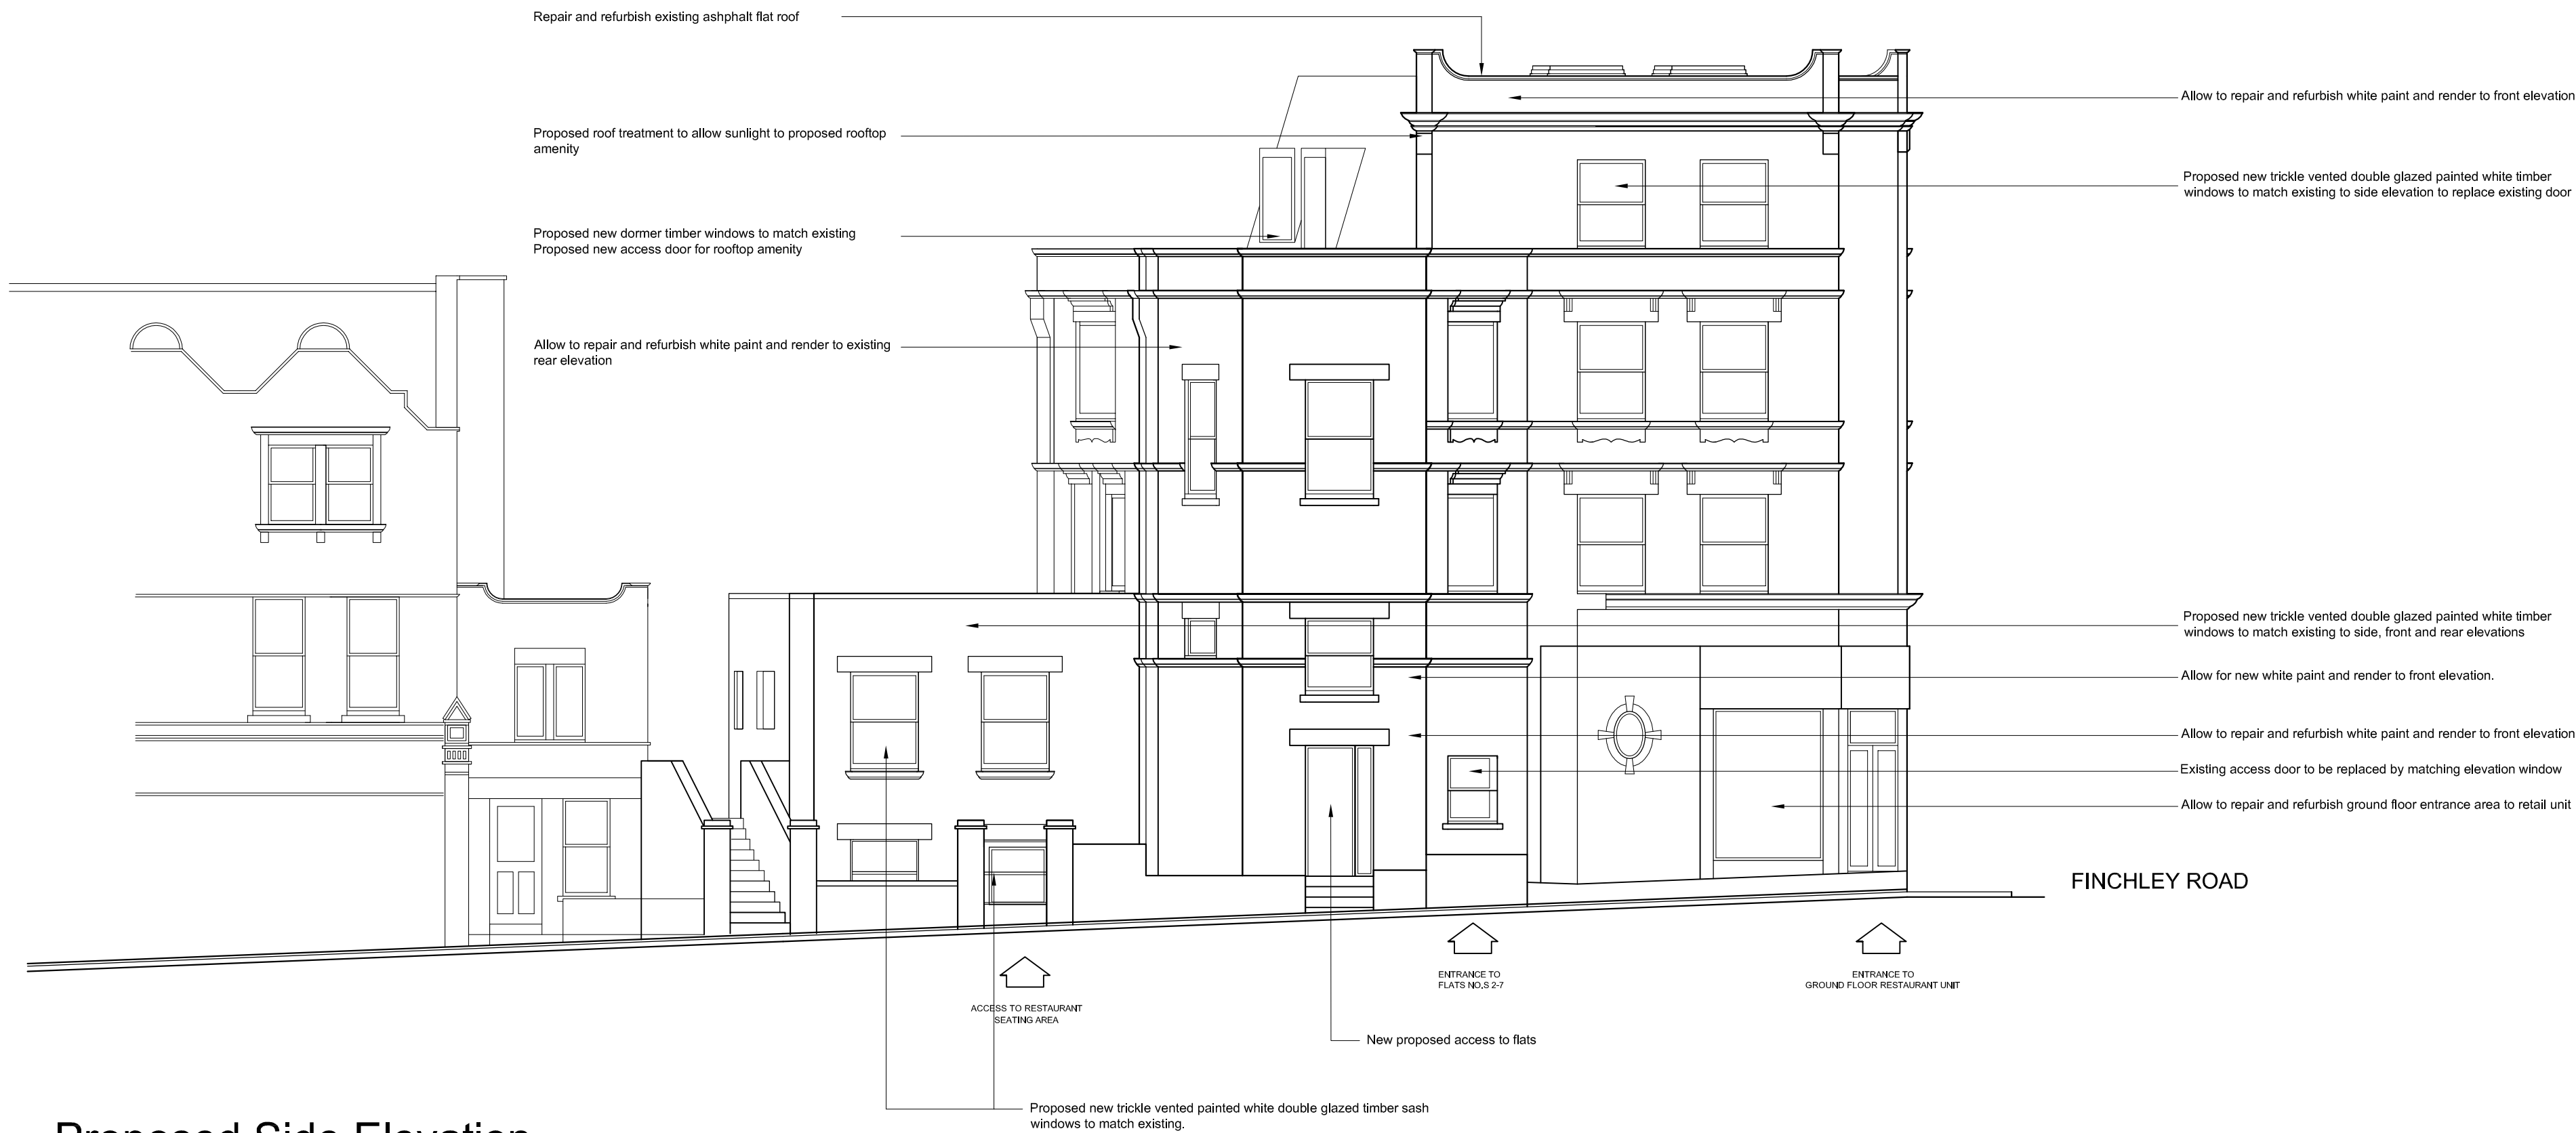 Repair and refurbish existing ashphalt flat roof
Allow to repair and refurbish white paint and render to front elevation
Proposed roof treatment to allow sunlight to proposed rooftop
amenity
Proposed new trickle vented double glazed painted white timber
windows to match existing to side elevation to replace existing door
Proposed new dormer timber windows to match existing
Proposed new access door for rooftop amenity
Allow to repair and refurbish white paint and render to existing
rear elevation
Proposed new trickle vented double glazed painted white timber
windows to match existing to side, front and rear elevations
Allow for new white paint and render to front elevation.
Allow to repair and refurbish white paint and render to front elevation
Existing access door to be replaced by matching elevation window
Allow to repair and refurbish ground floor entrance area to retail unit
FINCHLEY ROAD
ENTRANCE TO
FLATS NO,S 2-7
ENTRANCE TO
GROUND FLOOR RESTAURANT UNIT
ACCESS TO RESTAURANT
SEATING AREA
New proposed access to flats
Proposed new trickle vented painted white double glazed timber sash
windows to match existing.
Proposed Side Elevation